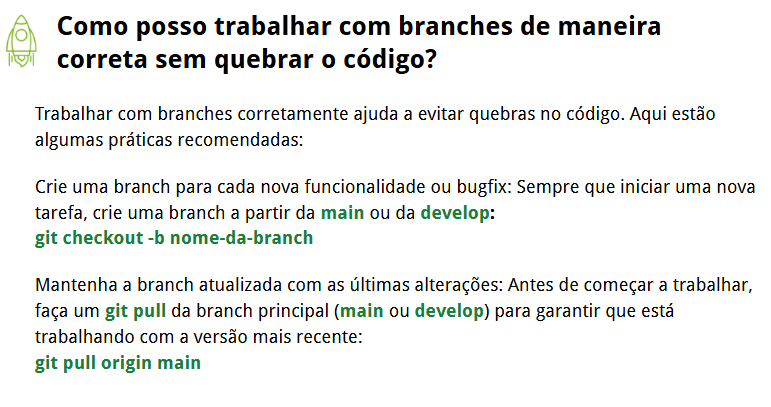 Como posso trabalhar com branches de maneira
correta sem quebrar o código?
Trabalhar com branches corretamente ajuda a evitar quebras no código. Aqui estão
algumas práticas recomendadas:
Crie uma branch para cada nova funcionalidade ou bugfix: Sempre que iniciar uma nova
tarefa, crie uma branch a partir da main ou da develop:
git checkout -b nome-da-branch
Mantenha a branch atualizada com as últimas alterações: Antes de começar a trabalhar,
faça um git pull da branch principal (main ou develop) para garantir que está
trabalhando com a versão mais recente:
git pull origin main